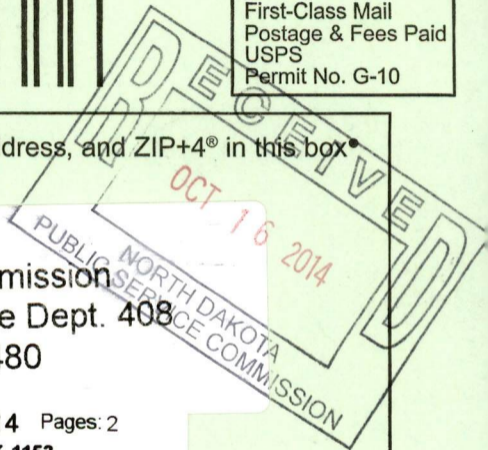 First-Class Mail
Postage & Fees Paid
USPS
Permit No. G-10
dress, and ZIP+4® in this box•
RECEIVED
OCT 16 2014
NORTH DAKOTA
PUBLIC SERVICE COMMISSION
mission
e Dept. 408
480
4 Pages: 2